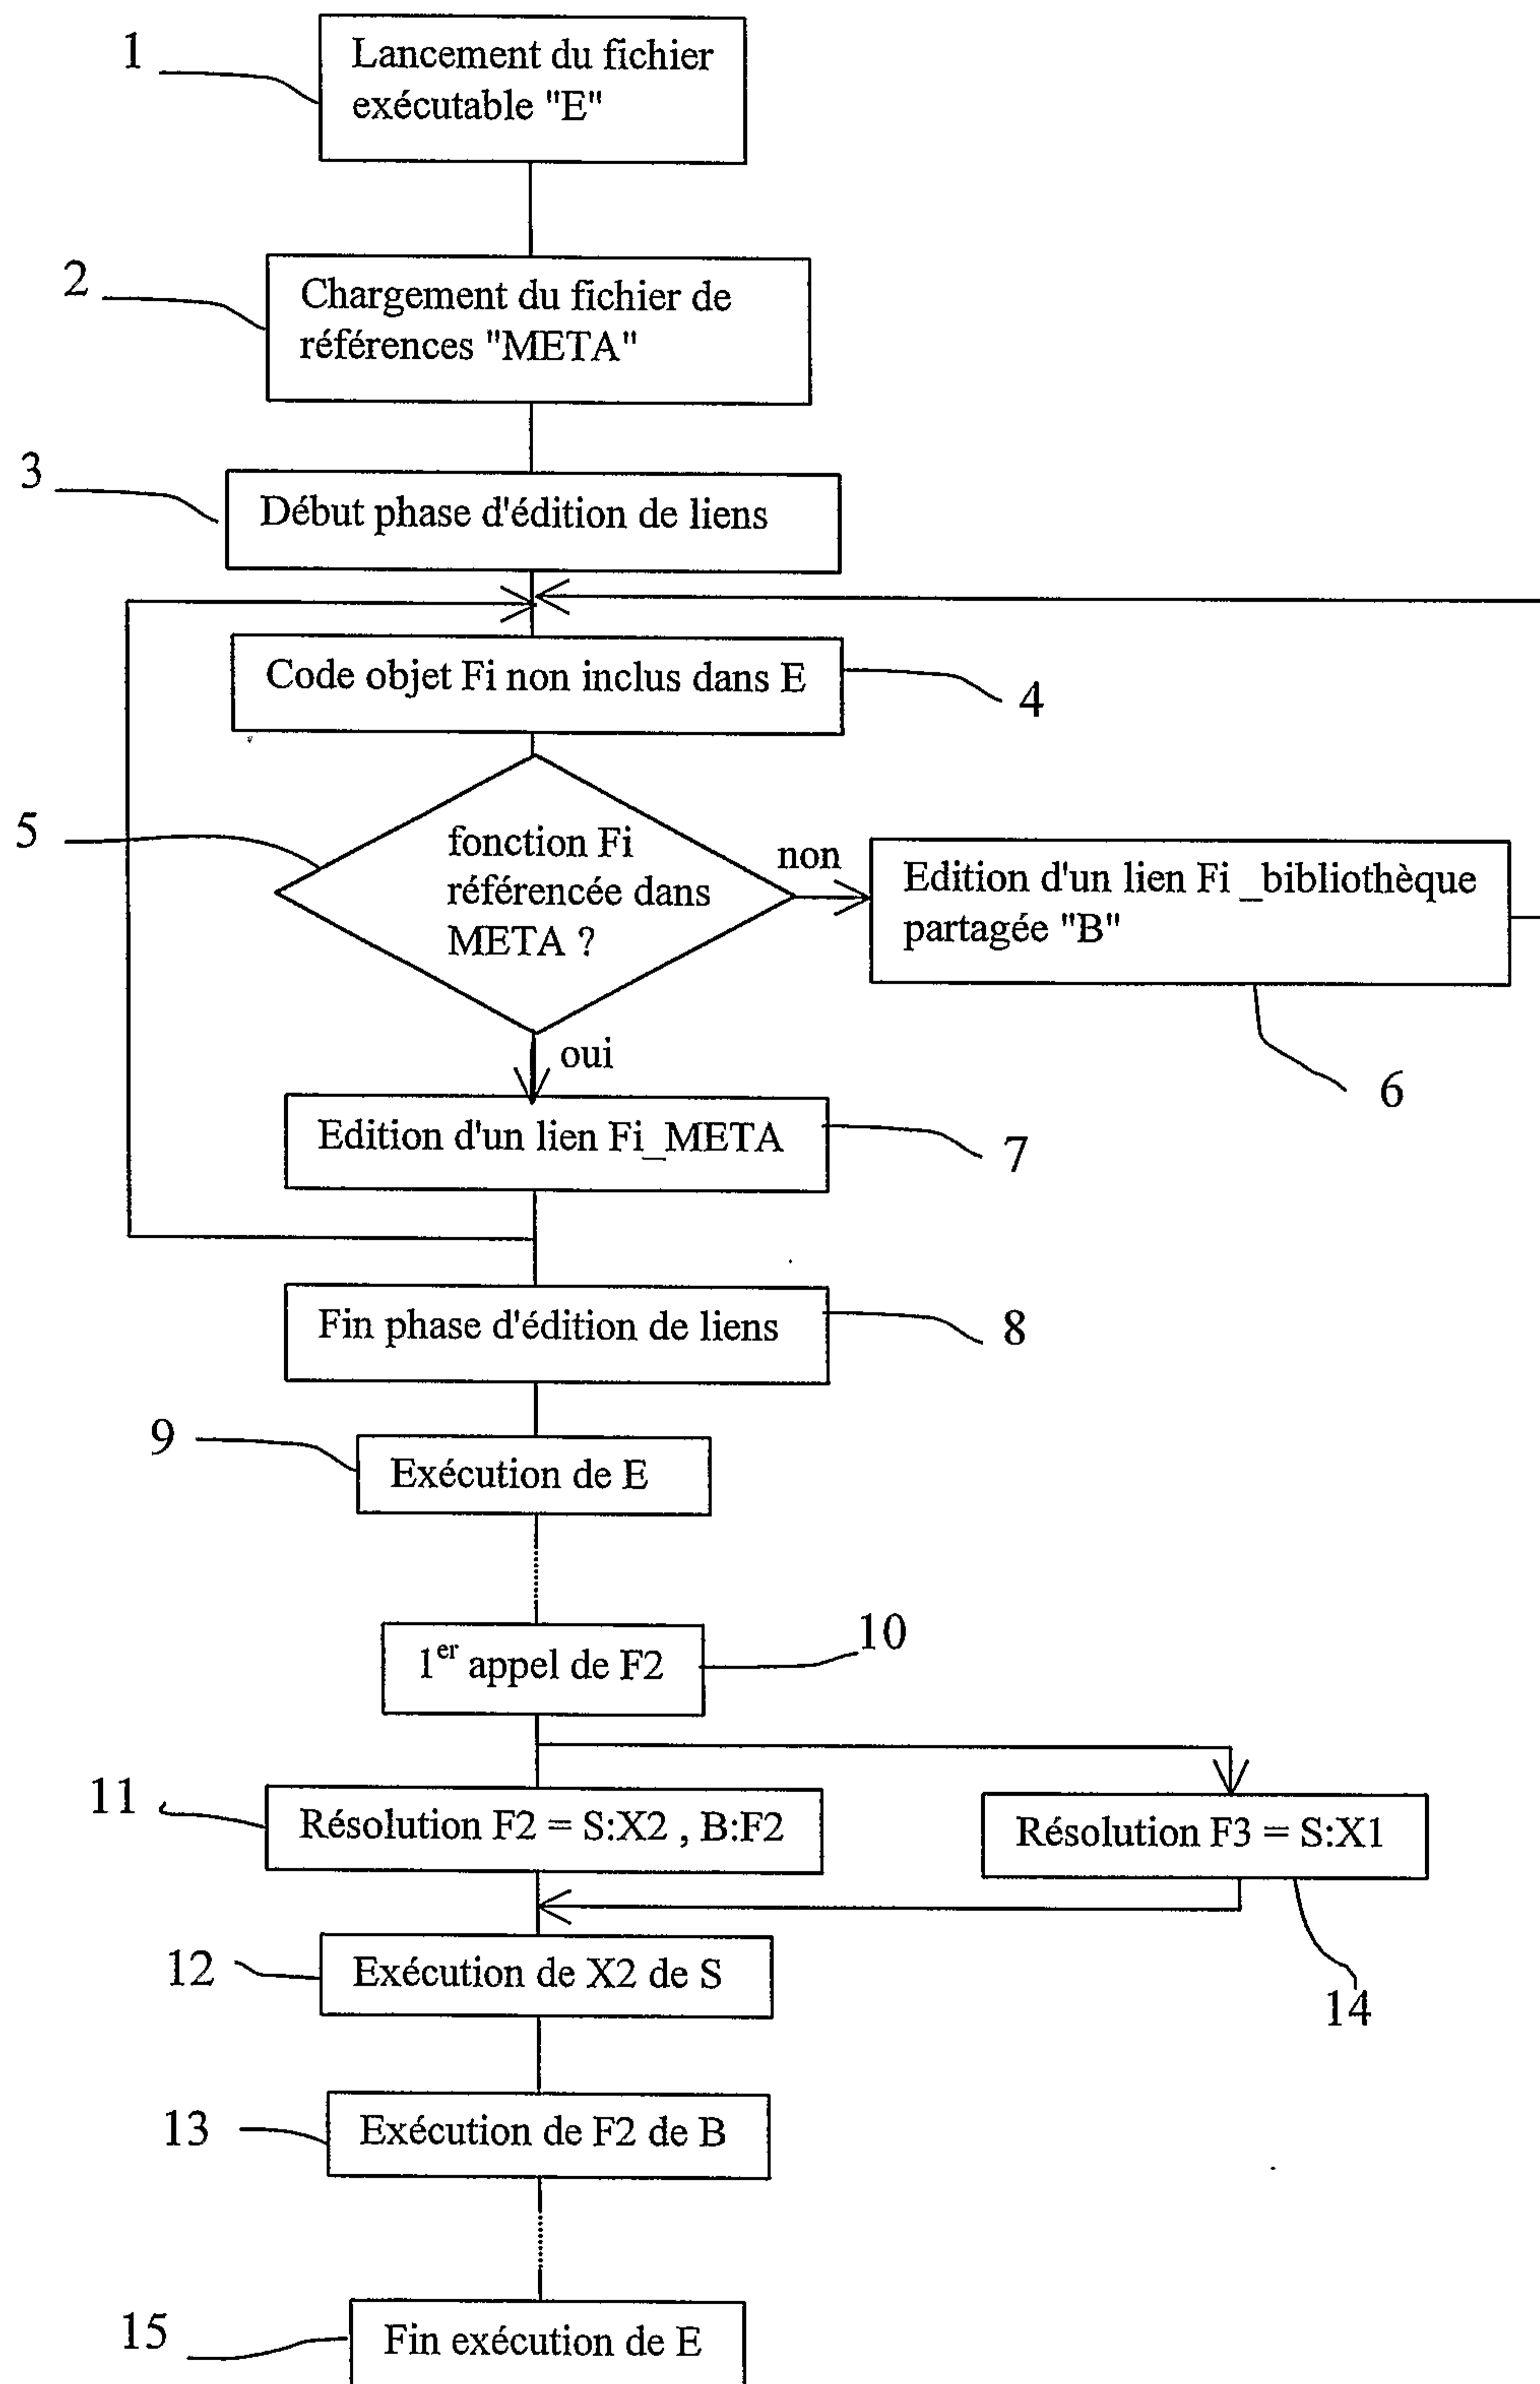 1
Lancement du fichier
exécutable "E"
2
Chargement du fichier de
références "META"
3
Début phase d'édition de liens
Code objet Fi non inclus dans E
4
5
fonction Fi
référencée dans
META ?
non
Edition d'un lien Fi _bibliothèque
partagée "B"
6
oui
Edition d'un lien Fi_META
7
Fin phase d'édition de liens
8
9
Exécution de E
1er appel de F2
10
11
Résolution F2 = S:X2 , B:F2
Résolution F3 = S:X1
14
12
Exécution de X2 de S
13
Exécution de F2 de B
15
Fin exécution de E